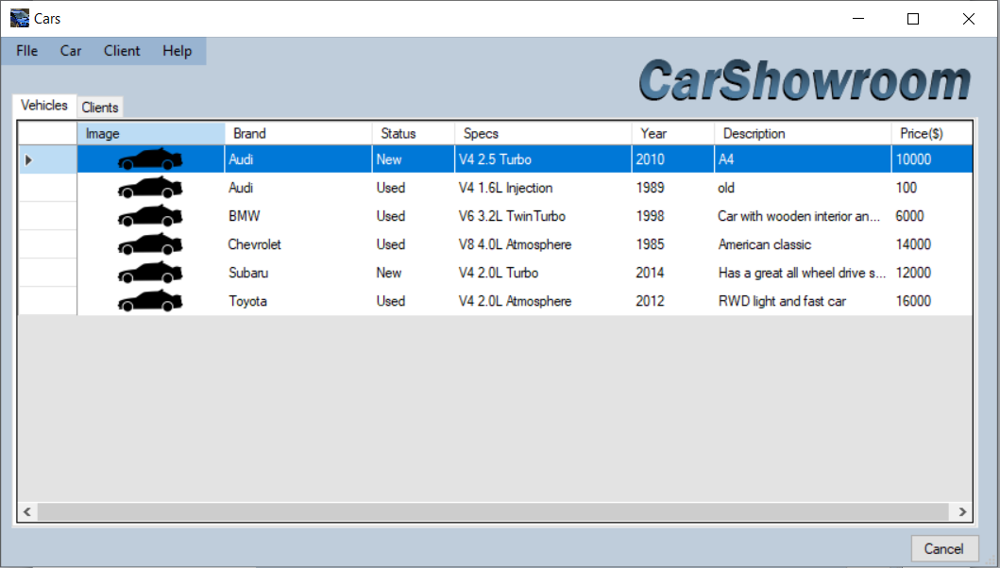 Cars
FIle Car Client Help
CarShowroom
Vehicles Clients
Image Brand Status Specs Year Description Price($)
Audi New V4 2.5 Turbo 2010 A4 10000
Audi Used V4 1.6L Injection 1989 old 100
BMW Used V6 3.2L TwinTurbo 1998 Car with wooden interior an... 6000
Chevrolet Used V8 4.0L Atmosphere 1985 American classic 14000
Subaru New V4 2.0L Turbo 2014 Has a great all wheel drive s... 12000
Toyota Used V4 2.0L Atmosphere 2012 RWD light and fast car 16000
Cancel